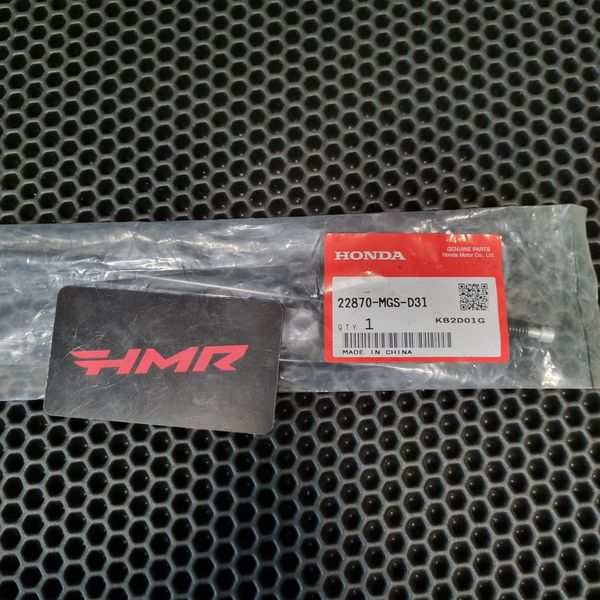 HONDA
GENUINE PARTS
Honda Motor Co., Ltd.
22870-MGS-D31
KB2D01G
QTY 1
MADE IN CHINA
HMR